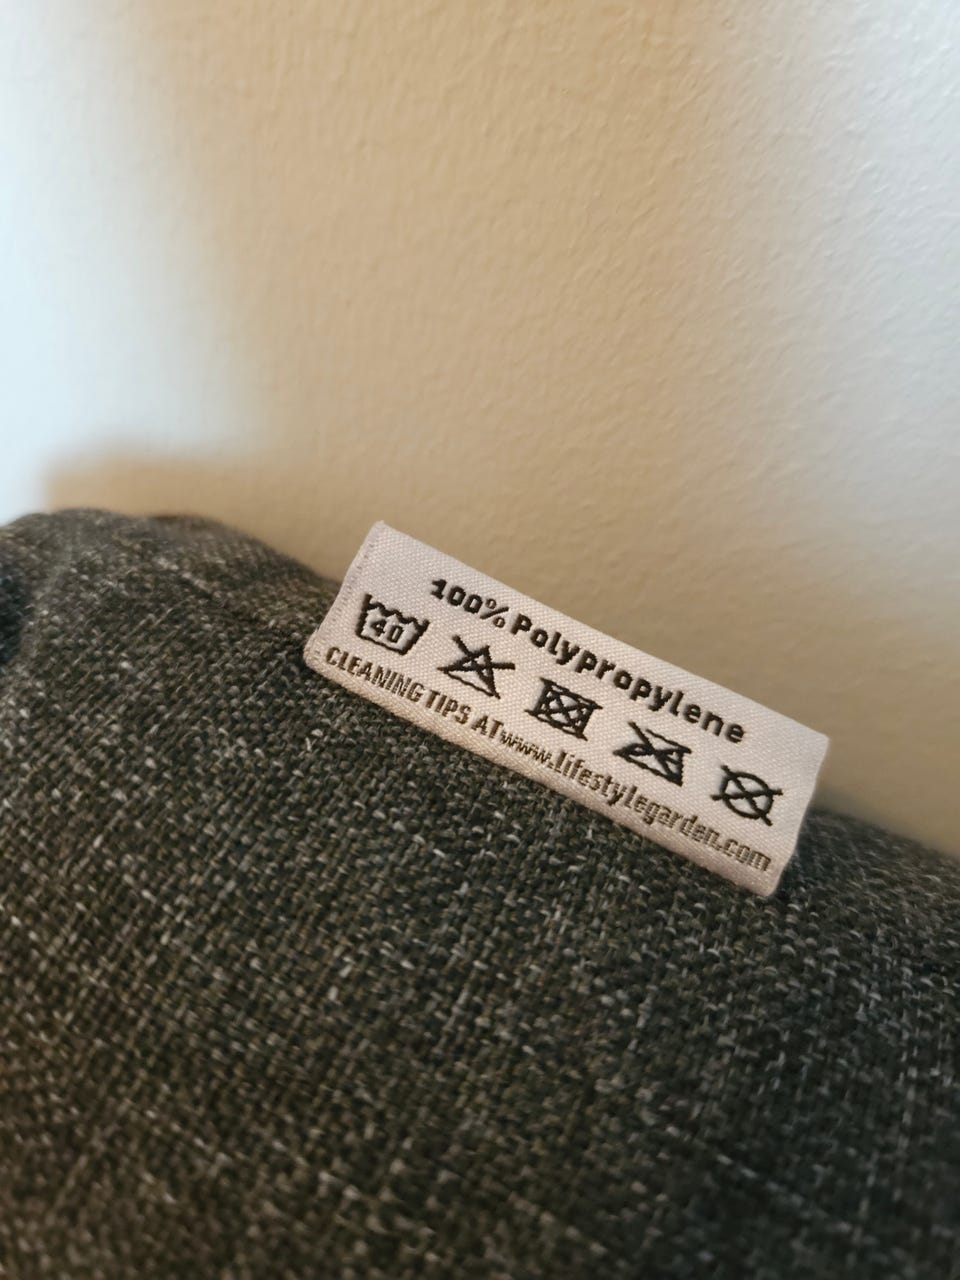 100% Polypropylene
40
CLEANING TIPS AT www.lifestylegarden.com